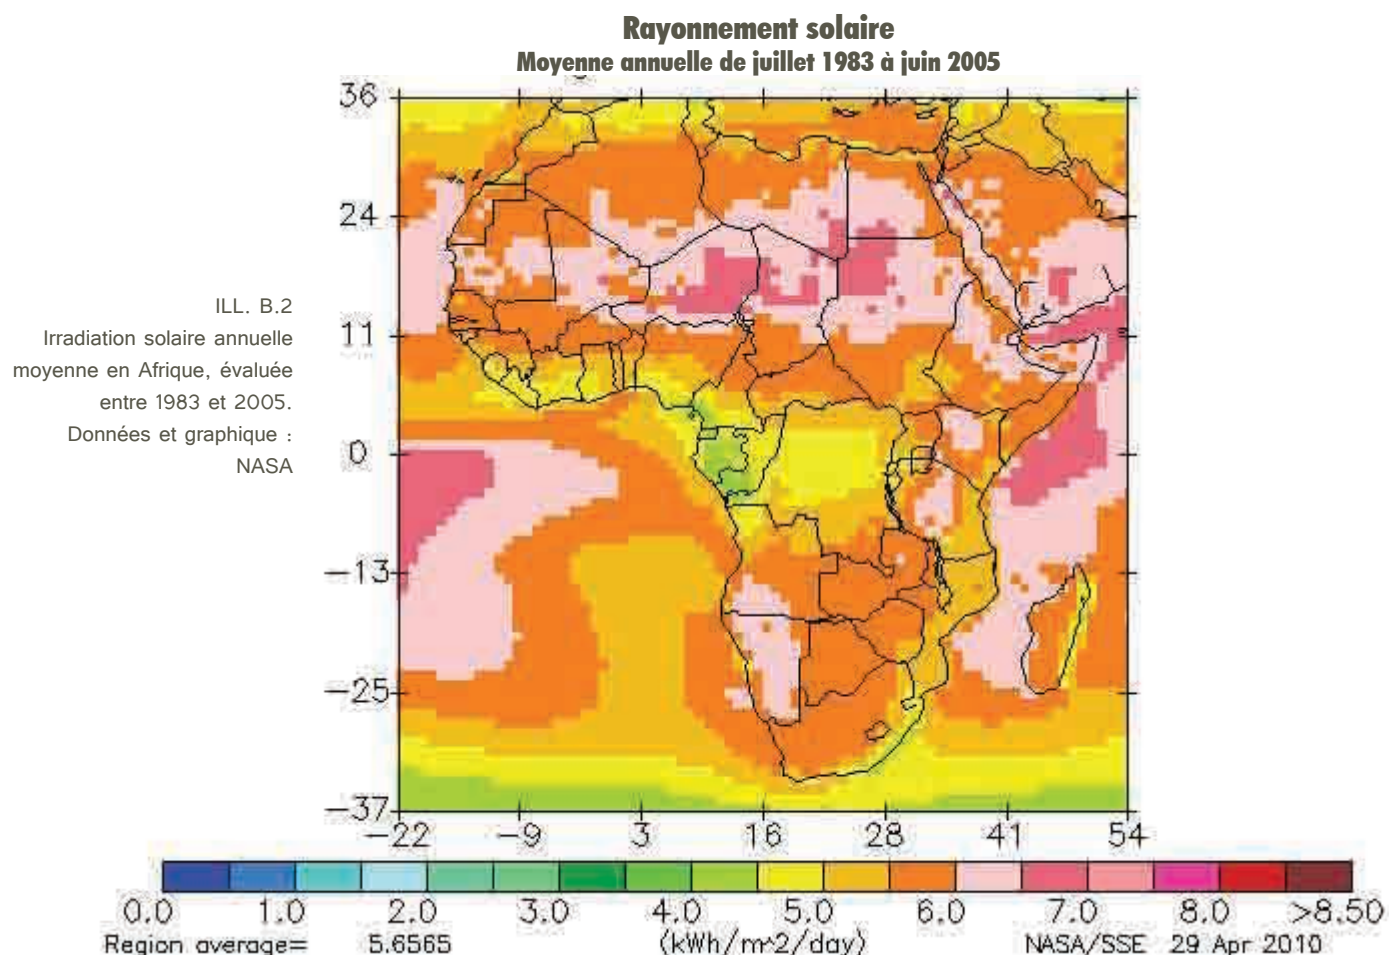 Rayonnement solaire
Moyenne annuelle de juillet 1983 à juin 2005
ILL. B.2
Irradiation solaire annuelle
moyenne en Afrique, évaluée
entre 1983 et 2005.
Données et graphique :
NASA
36
24
11
0
-13
-25
-37
-22 -9 3 16 28 41 54
0.0 1.0 2.0 3.0 4.0 5.0 6.0 7.0 8.0 >8.50
Region average= 5.6565 (kWh/m^2/day) NASA/SSE 29 Apr 2010